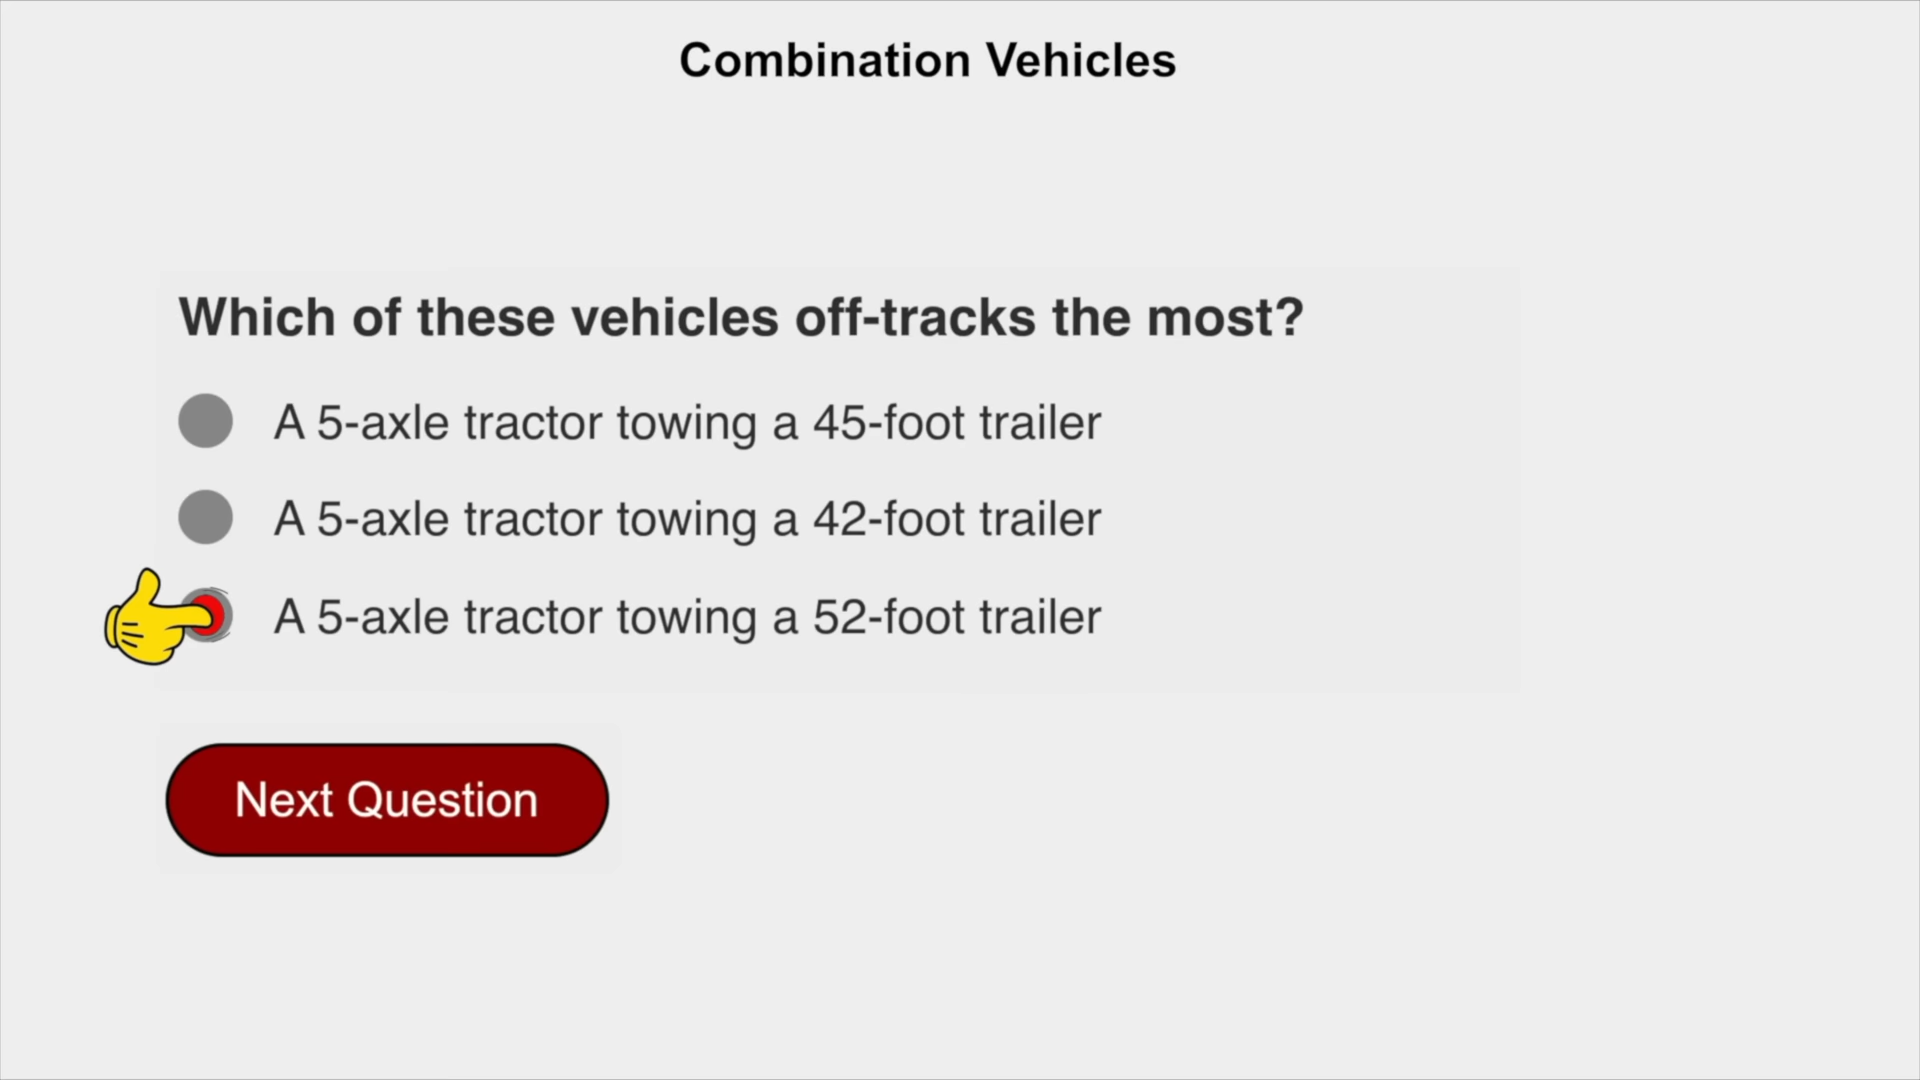 Combination Vehicles
Which of these vehicles off-tracks the most?
A 5-axle tractor towing a 45-foot trailer
A 5-axle tractor towing a 42-foot trailer
A 5-axle tractor towing a 52-foot trailer
Next Question